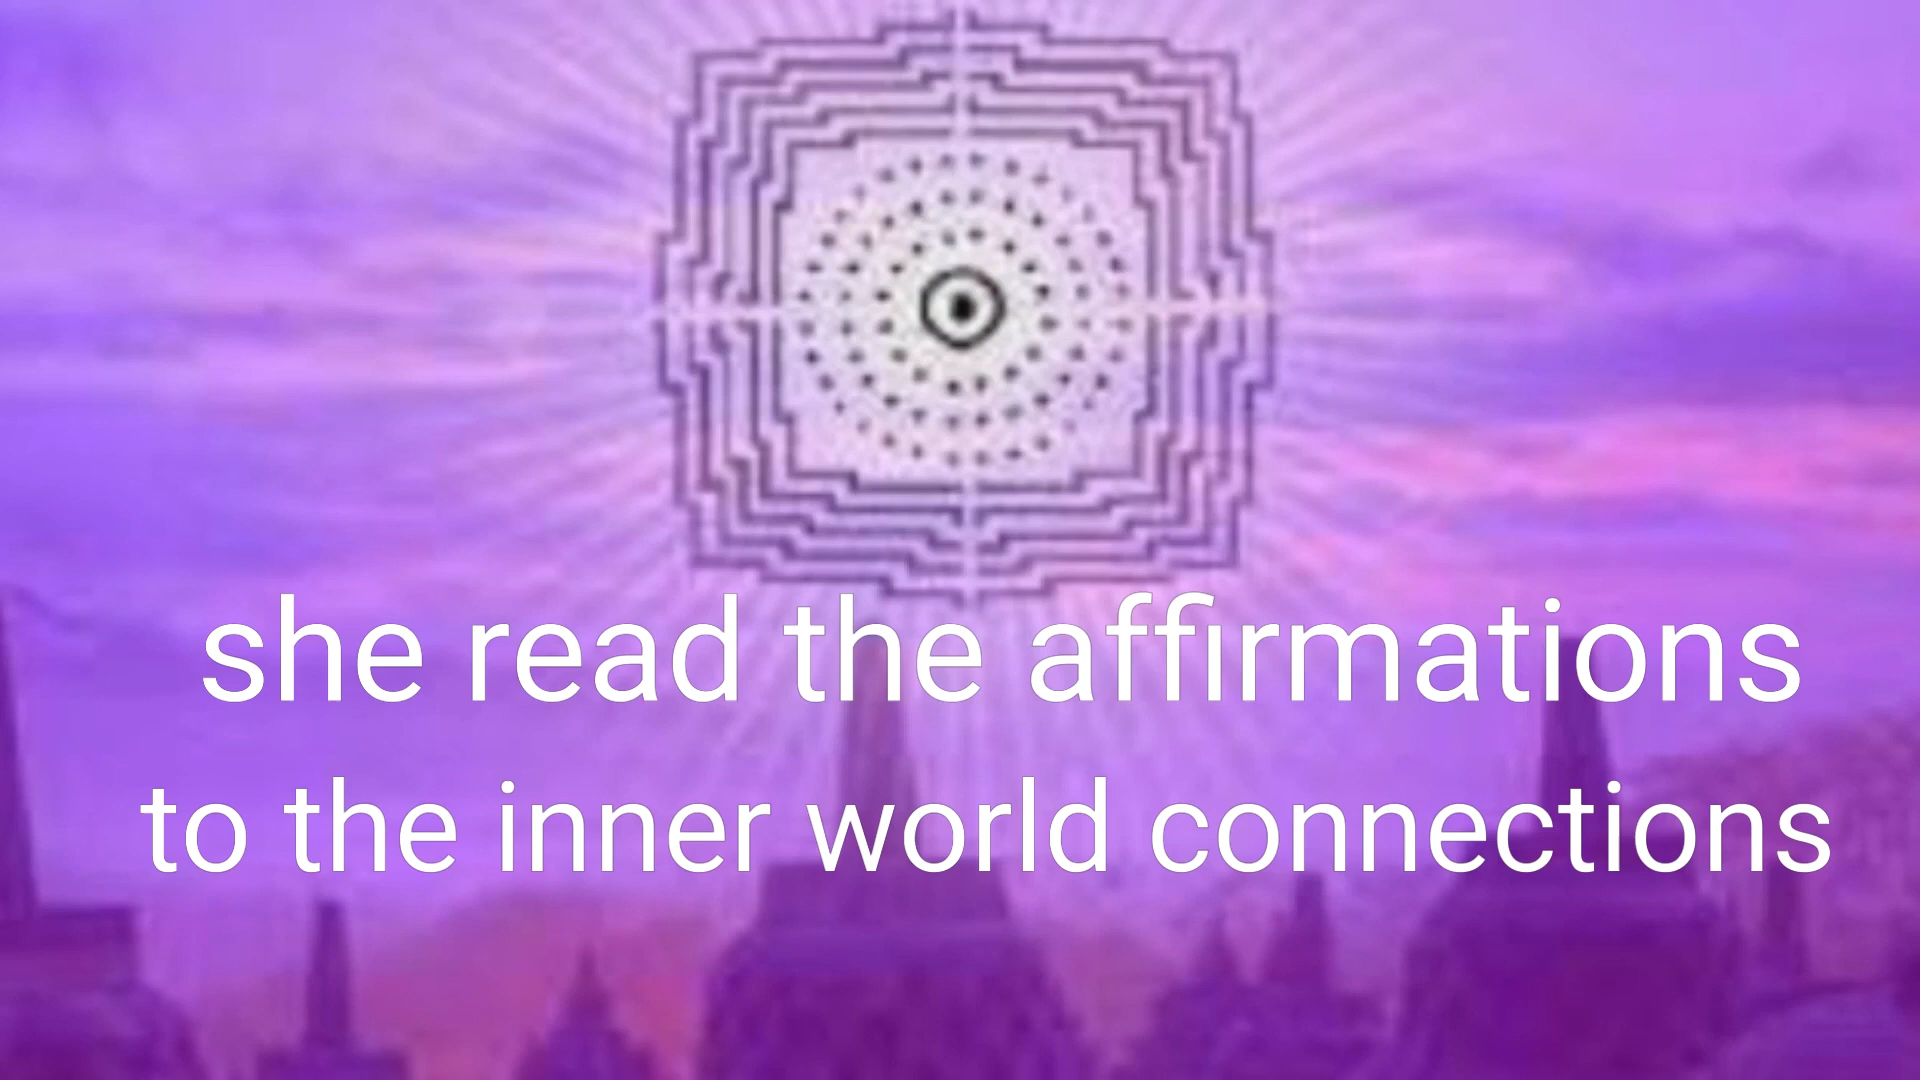 she read the affirmations
to the inner world connections